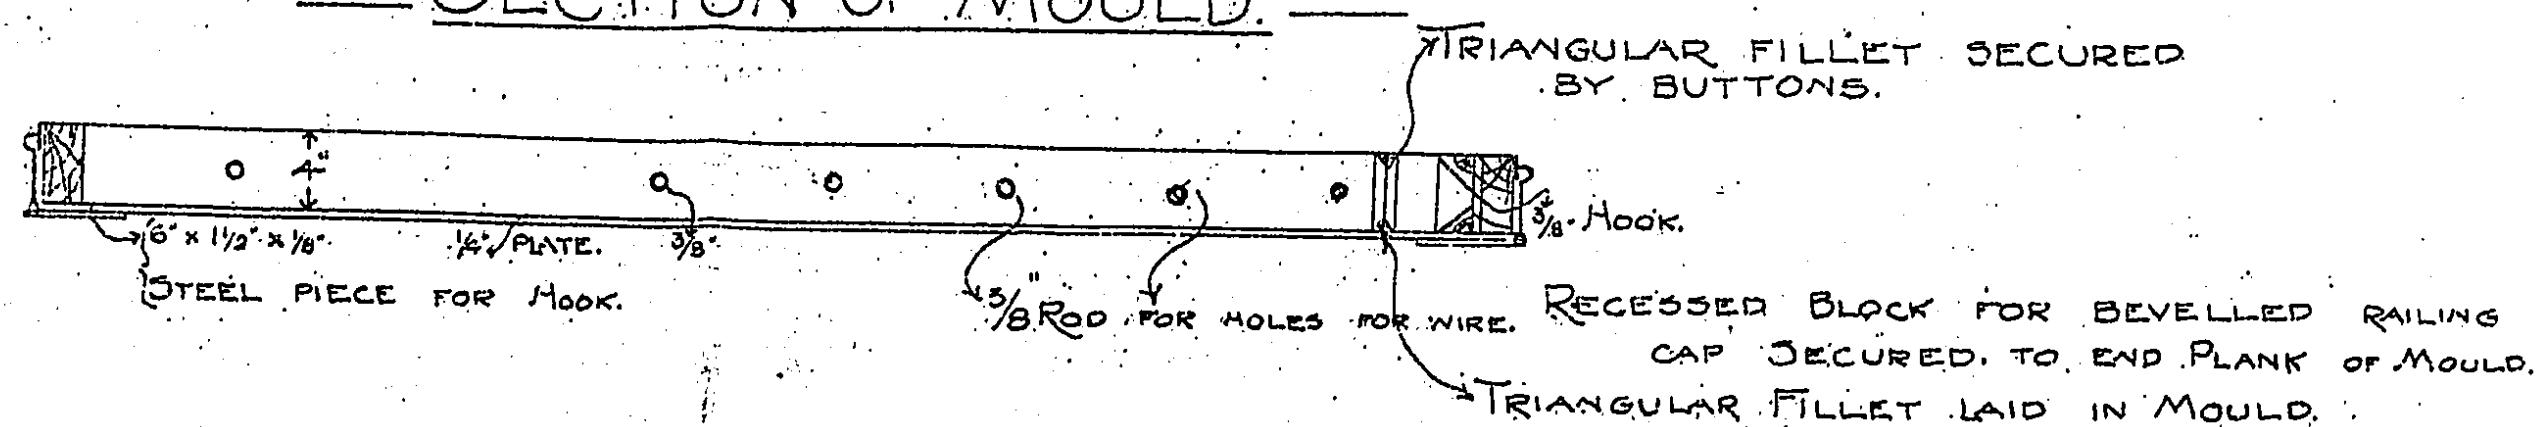 SECTION OF MOULD.
TRIANGULAR FILLET SECURED
BY BUTTONS.
4"
6" x 1 1/2" x 1/8"
1/4" PLATE.
3/8"
3/8" HOOK.
STEEL PIECE FOR HOOK.
3/8" ROD FOR HOLES FOR WIRE.
RECESSED BLOCK FOR BEVELLED RAILING
CAP SECURED. TO END PLANK OF MOULD.
TRIANGULAR FILLET LAID IN MOULD.